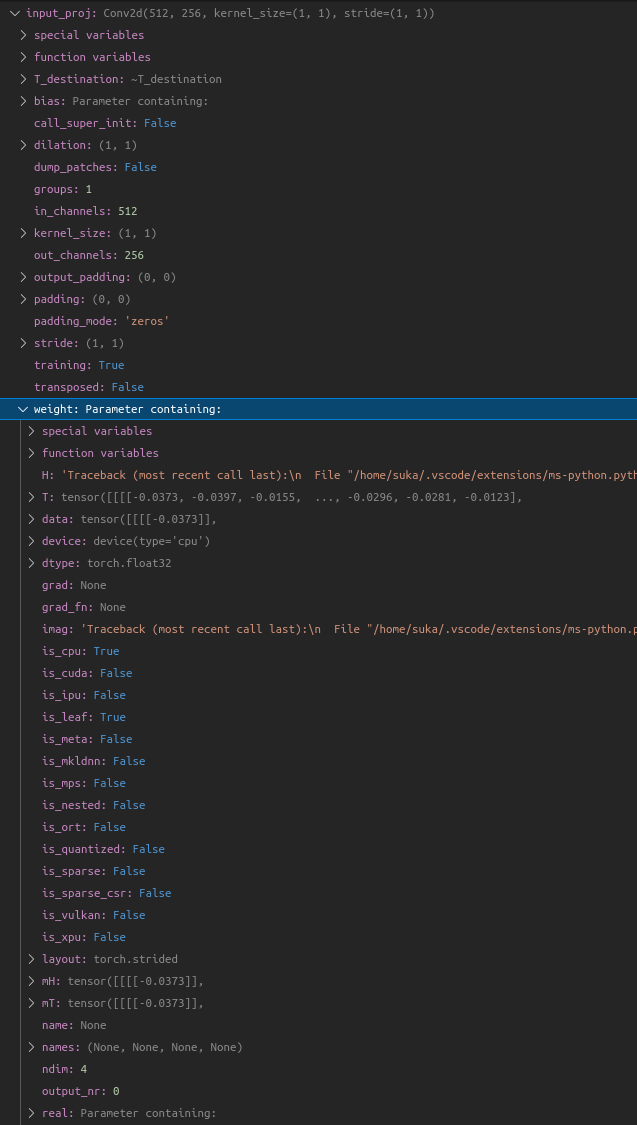 input_proj: Conv2d(512, 256, kernel_size=(1, 1), stride=(1, 1))
special variables
function variables
T_destination: ~T_destination
bias: Parameter containing:
call_super_init: False
dilation: (1, 1)
dump_patches: False
groups: 1
in_channels: 512
kernel_size: (1, 1)
out_channels: 256
output_padding: (0, 0)
padding: (0, 0)
padding_mode: 'zeros'
stride: (1, 1)
training: True
transposed: False
weight: Parameter containing:
special variables
function variables
H: 'Traceback (most recent call last):\n  File "/home/suka/.vscode/extensions/ms-python.pyth
T: tensor([[[[-0.0373, -0.0397, -0.0155,  ..., -0.0296, -0.0281, -0.0123],
data: tensor([[[[-0.0373]],
device: device(type='cpu')
dtype: torch.float32
grad: None
grad_fn: None
imag: 'Traceback (most recent call last):\n  File "/home/suka/.vscode/extensions/ms-python.p
is_cpu: True
is_cuda: False
is_ipu: False
is_leaf: True
is_meta: False
is_mkldnn: False
is_mps: False
is_nested: False
is_ort: False
is_quantized: False
is_sparse: False
is_sparse_csr: False
is_vulkan: False
is_xpu: False
layout: torch.strided
mH: tensor([[[[-0.0373]],
mT: tensor([[[[-0.0373]],
name: None
names: (None, None, None, None)
ndim: 4
output_nr: 0
real: Parameter containing: